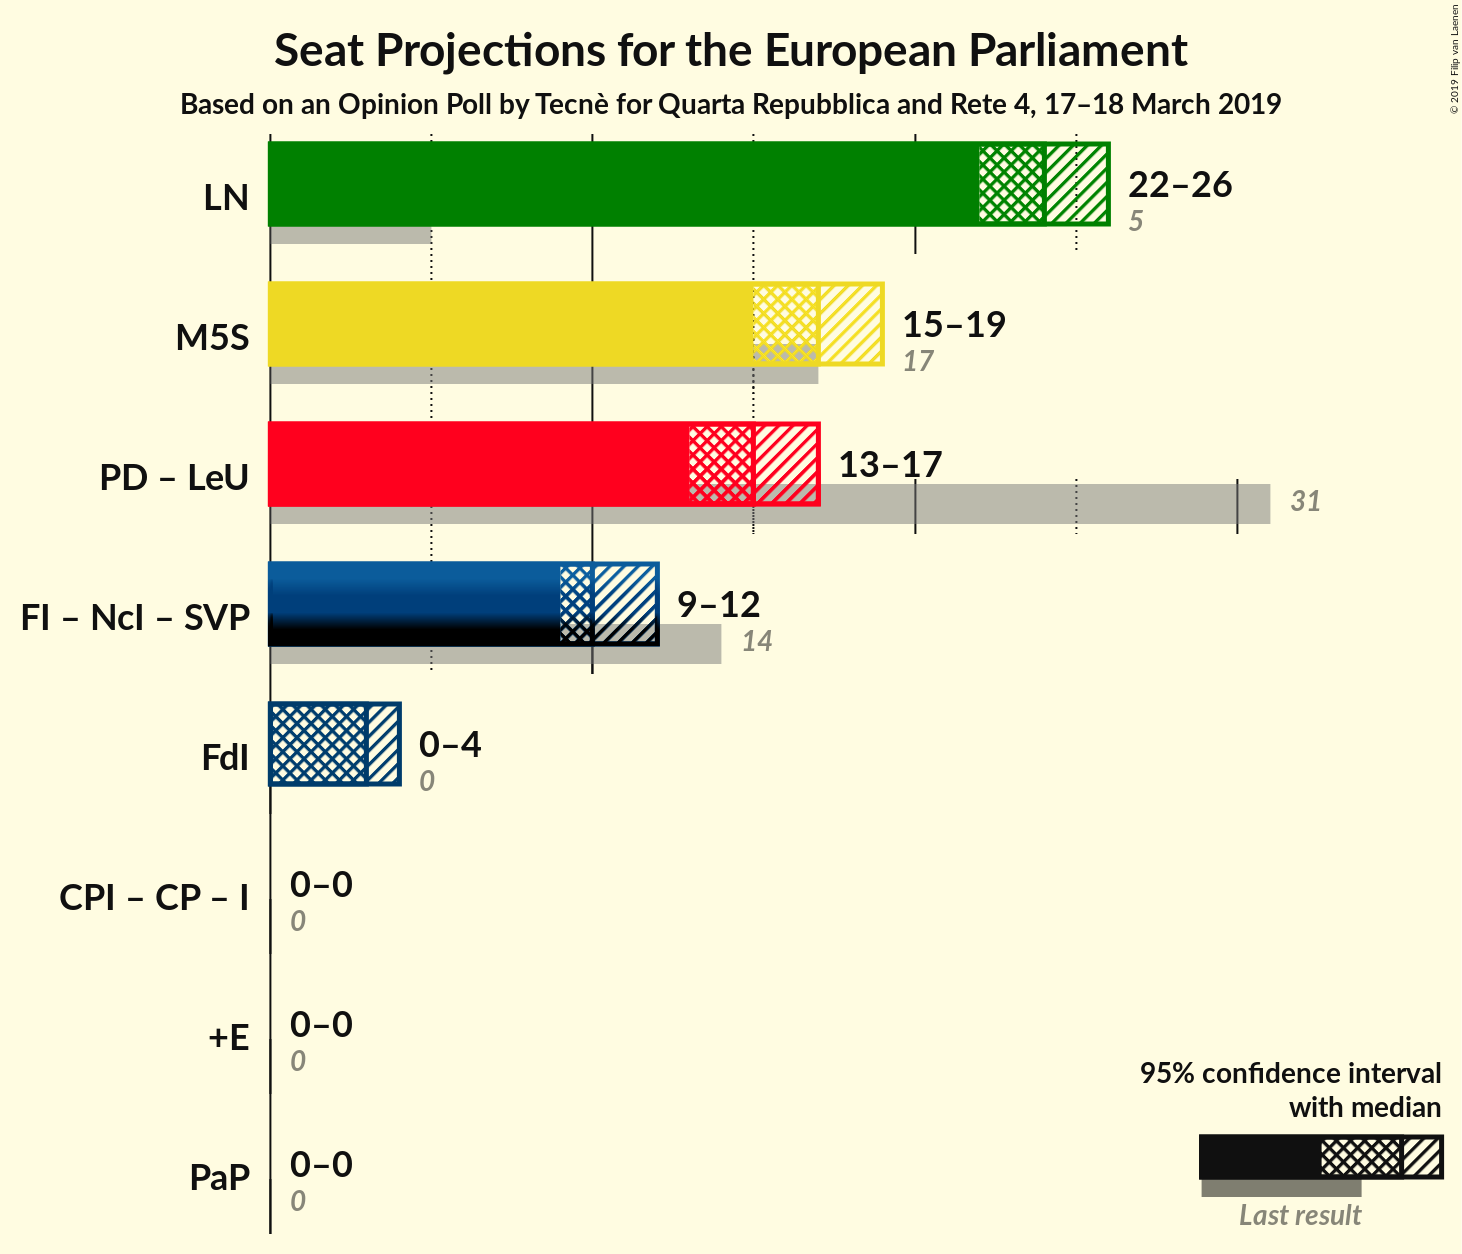 Seat Projections for the European Parliament
Based on an Opinion Poll by Tecnè for Quarta Repubblica and Rete 4, 17–18 March 2019
© 2019 Filip van Laenen
LN
22–26
5
M5S
15–19
17
PD – LeU
13–17
31
FI – NcI – SVP
9–12
14
FdI
0–4
0
CPI – CP – I
0–0
0
+E
0–0
0
PaP
0–0
0
95% confidence interval
with median
Last result